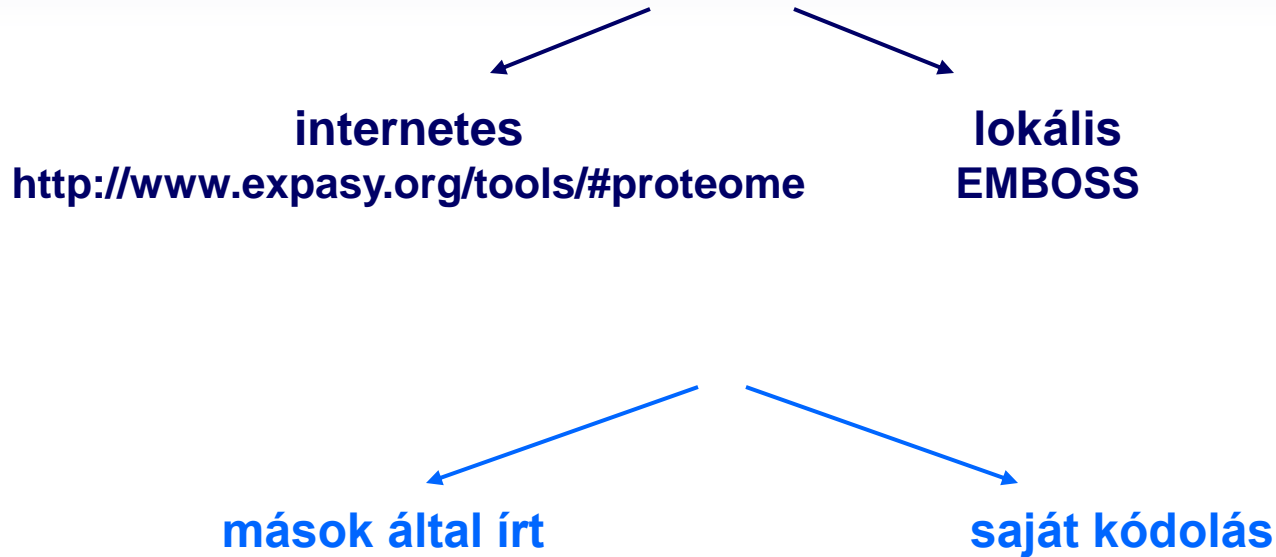 internetes
lokális
http://www.expasy.org/tools/#proteome
EMBOSS
mások által írt
saját kódolás